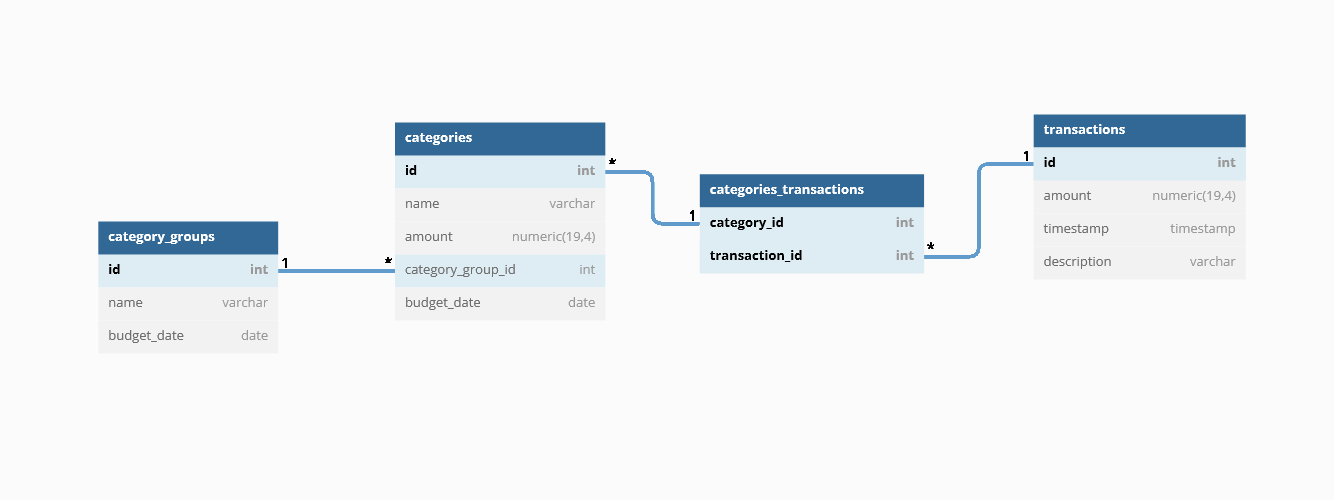 category_groups
id int
name varchar
budget_date date
1 *
categories
id int
name varchar
amount numeric(19,4)
category_group_id int
budget_date date
* 1
categories_transactions
category_id int
transaction_id int
* 1
transactions
id int
amount numeric(19,4)
timestamp timestamp
description varchar